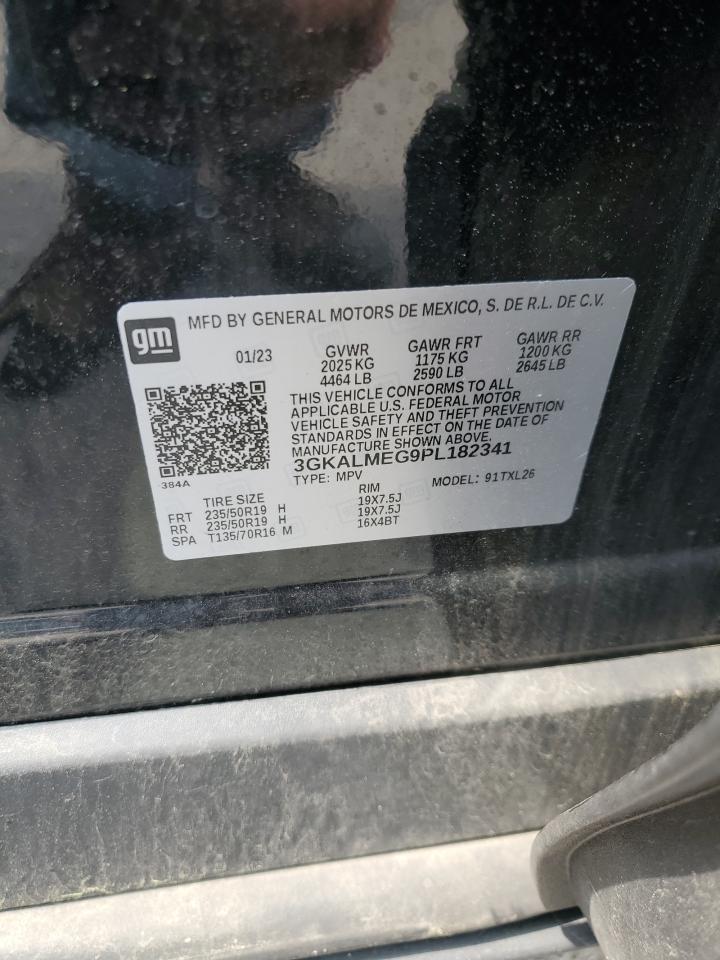 gm
MFD BY GENERAL MOTORS DE MEXICO, S. DE R.L. DE C.V.
01/23 GVWR GAWR FRT GAWR RR
2025 KG 1175 KG 1200 KG
4464 LB 2590 LB 2645 LB
THIS VEHICLE CONFORMS TO ALL
APPLICABLE U.S. FEDERAL MOTOR
VEHICLE SAFETY AND THEFT PREVENTION
STANDARDS IN EFFECT ON THE DATE OF
MANUFACTURE SHOWN ABOVE.
3GKALMEG9PL182341
384A
TYPE: MPV MODEL: 91TXL26
TIRE SIZE RIM
FRT 235/50R19 H 19X7.5J
RR 235/50R19 H 19X7.5J
SPA T135/70R16 M 16X4BT